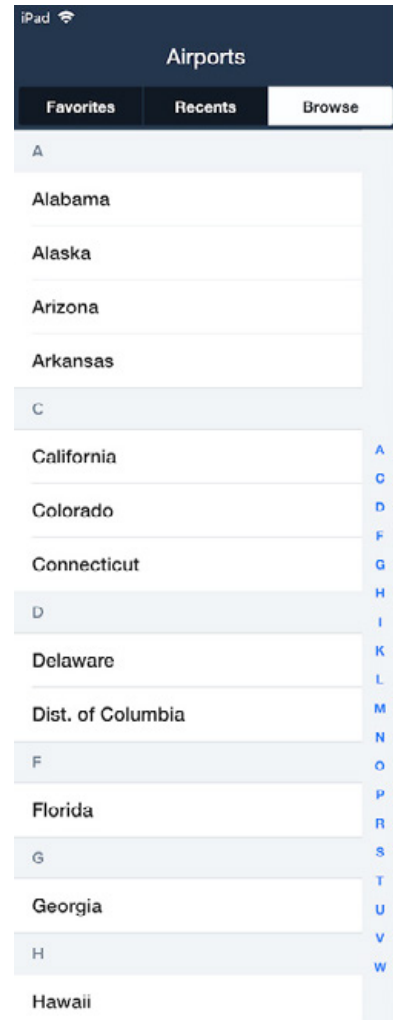 iPad
Airports
Favorites Recents Browse
A
Alabama
Alaska
Arizona
Arkansas
C
California
Colorado
Connecticut
D
Delaware
Dist. of Columbia
F
Florida
G
Georgia
H
Hawaii
A
C
D
F
G
H
I
K
L
M
N
O
P
R
S
T
U
V
W